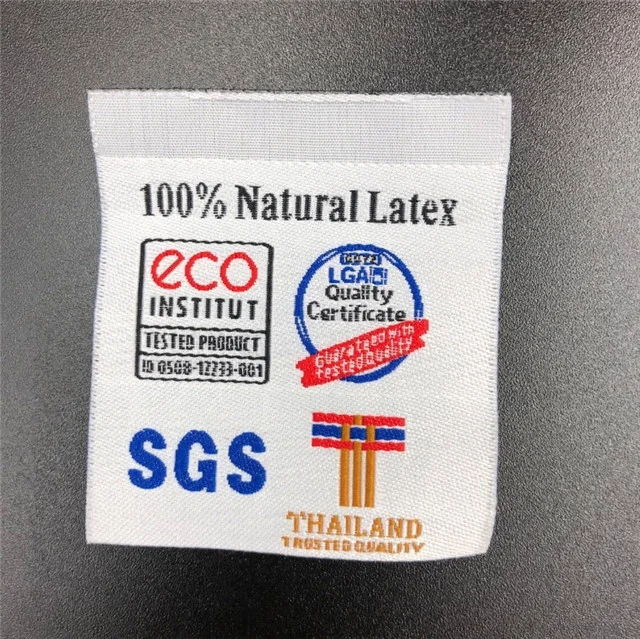 100% Natural Latex
eco
INSTITUT
TESTED PRODUCT
ID 0508-12233-001
LGA
Quality
Certificate
Guarateed with
tested Quality
SGS
THAILAND
TRUSTED QUALITY